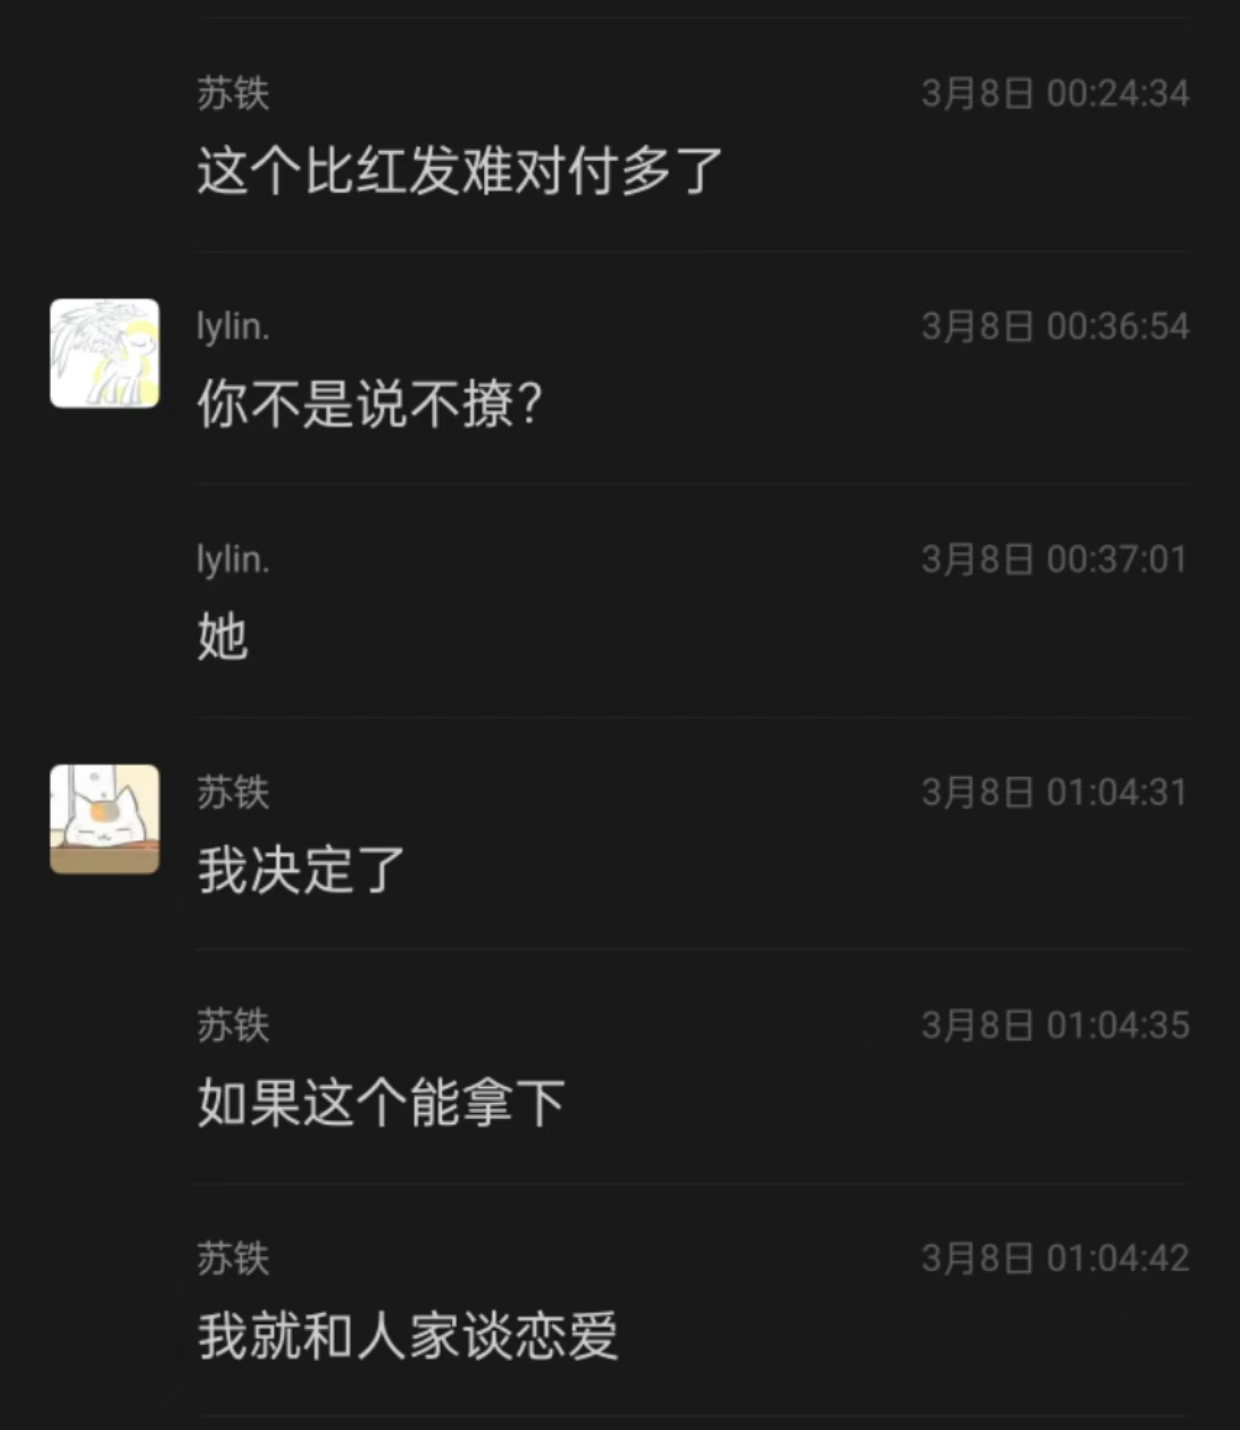 苏铁 3月8日 00:24:34
这个比红发难对付多了
lylin. 3月8日 00:36:54
你不是说不撩？
lylin. 3月8日 00:37:01
她
苏铁 3月8日 01:04:31
我决定了
苏铁 3月8日 01:04:35
如果这个能拿下
苏铁 3月8日 01:04:42
我就和人家谈恋爱